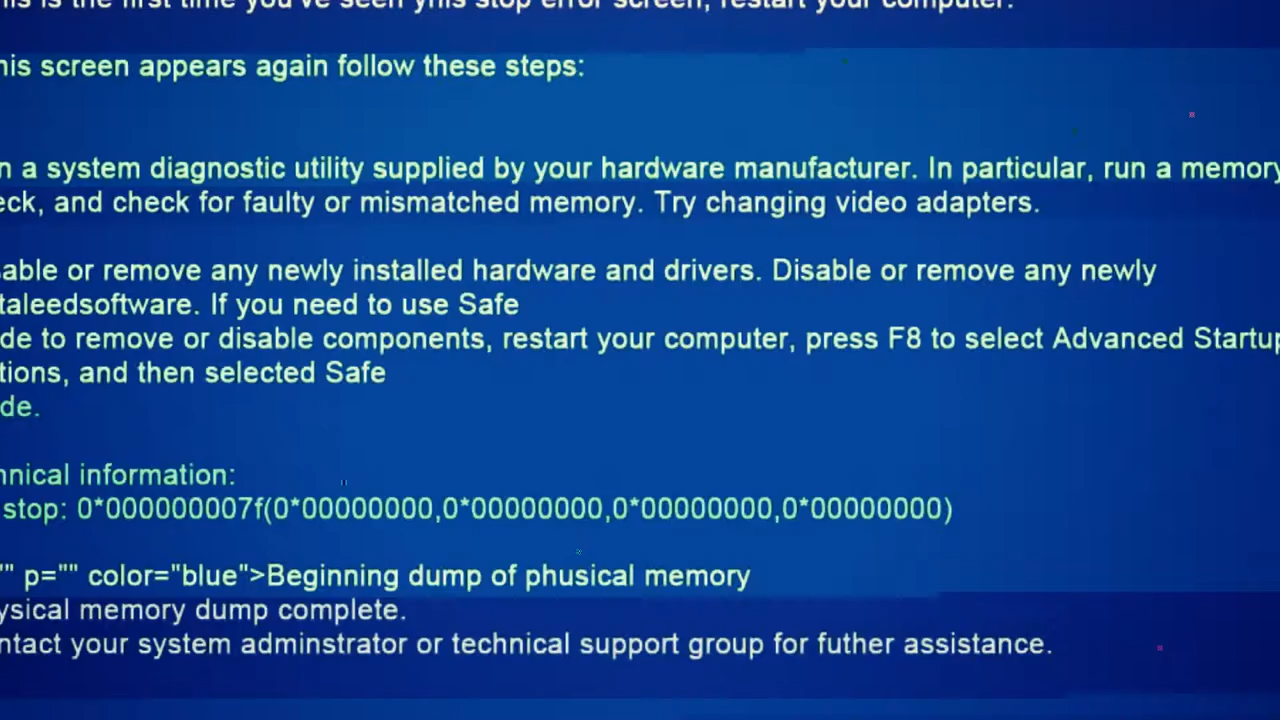 his is the first time you've seen yhis stop error screen, restart your computer.
his screen appears again follow these steps:
n a system diagnostic utility supplied by your hardware manufacturer. In particular, run a memory
eck, and check for faulty or mismatched memory. Try changing video adapters.
sable or remove any newly installed hardware and drivers. Disable or remove any newly
taleedsoftware. If you need to use Safe
de to remove or disable components, restart your computer, press F8 to select Advanced Startup
tions, and then selected Safe
de.
hnical information:
stop: 0*000000007f(0*00000000,0*00000000,0*00000000,0*00000000)
"" p="" color="blue">Beginning dump of phusical memory
ysical memory dump complete.
ntact your system adminstrator or technical support group for futher assistance.